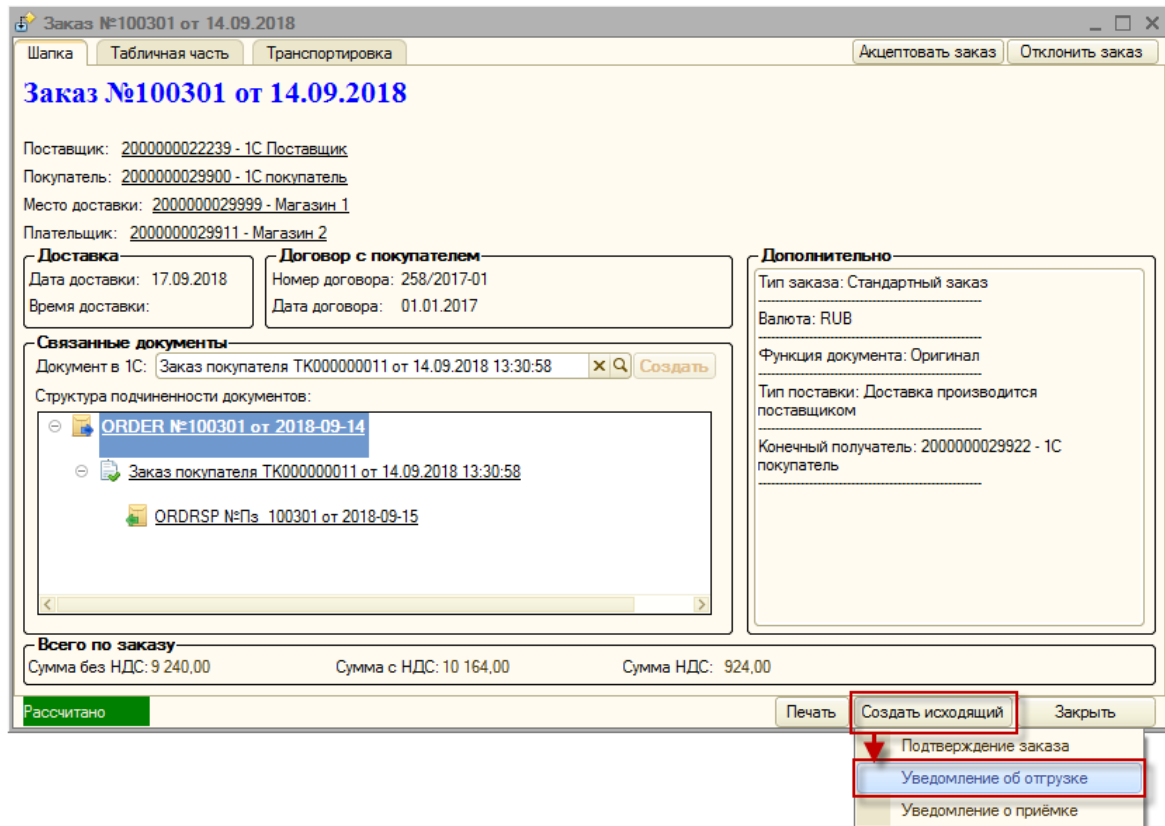 Заказ №100301 от 14.09.2018
Шапка Табличная часть Транспортировка Акцептовать заказ Отклонить заказ
Заказ №100301 от 14.09.2018
Поставщик: 2000000022239 - 1С Поставщик
Покупатель: 2000000029900 - 1С покупатель
Место доставки: 2000000029999 - Магазин 1
Плательщик: 2000000029911 - Магазин 2
Доставка
Дата доставки: 17.09.2018
Время доставки:
Договор с покупателем
Номер договора: 258/2017-01
Дата договора: 01.01.2017
Связанные документы
Документ в 1С: Заказ покупателя ТК000000011 от 14.09.2018 13:30:58 Создать
Структура подчиненности документов:
ORDER №100301 от 2018-09-14
Заказ покупателя ТК000000011 от 14.09.2018 13:30:58
ORDRSP №Пз_100301 от 2018-09-15
Дополнительно
Тип заказа: Стандартный заказ
--------------------------------------------------------
Валюта: RUB
--------------------------------------------------------
Функция документа: Оригинал
--------------------------------------------------------
Тип поставки: Доставка производится
поставщиком
--------------------------------------------------------
Конечный получатель: 2000000029922 - 1С
покупатель
--------------------------------------------------------
Всего по заказу
Сумма без НДС: 9 240,00 Сумма с НДС: 10 164,00 Сумма НДС: 924,00
Рассчитано Печать Создать исходящий Закрыть
Подтверждение заказа
Уведомление об отгрузке
Уведомление о приёмке